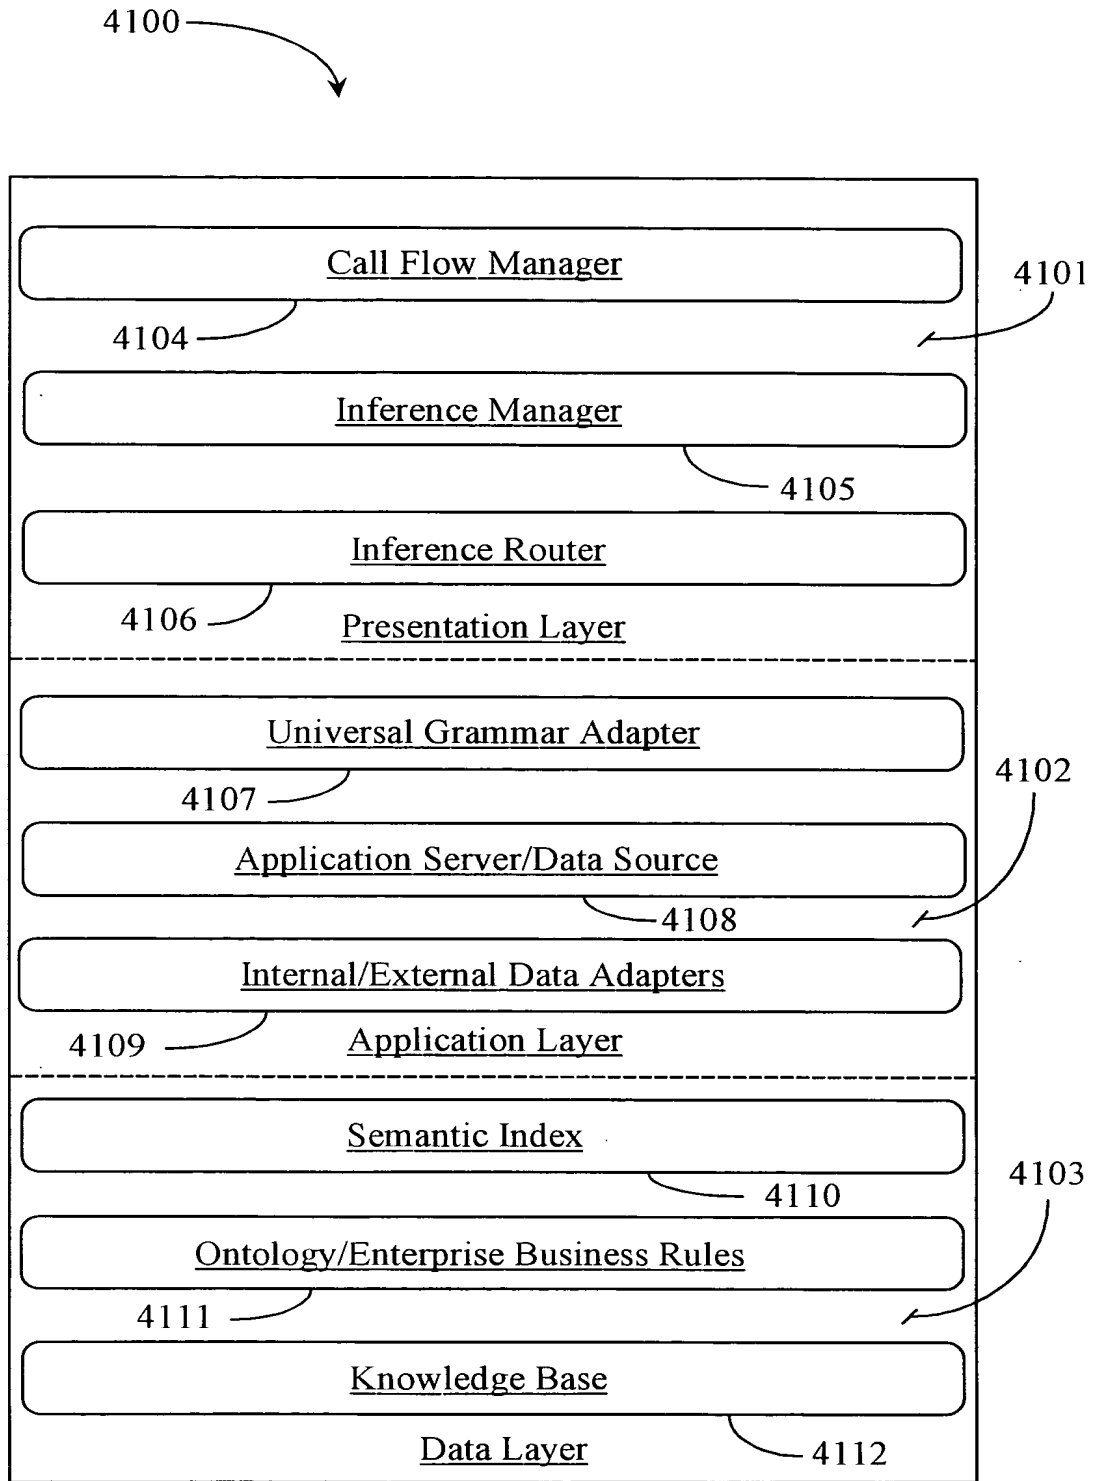 4100
Call Flow Manager
4101
4104
Inference Manager
4105
Inference Router
4106
Presentation Layer
Universal Grammar Adapter
4102
4107
Application Server/Data Source
4108
Internal/External Data Adapters
4109
Application Layer
Semantic Index
4103
4110
Ontology/Enterprise Business Rules
4111
Knowledge Base
Data Layer
4112